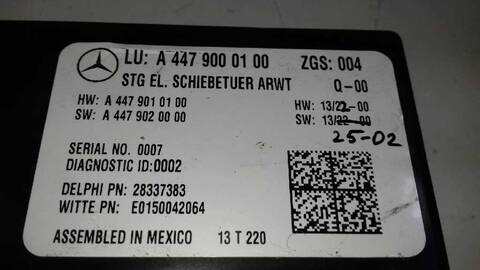 LU: A 447 900 01 00 ZGS: 004
STG EL. SCHIEBETUER ARWT Q-00
HW: A 447 901 01 00 HW: 13/22-00
SW: A 447 902 00 00 SW: 13/22-00
25-02
SERIAL NO. 0007
DIAGNOSTIC ID:0002
DELPHI PN: 28337383
WITTE PN: E0150042064
ASSEMBLED IN MEXICO 13 T 220